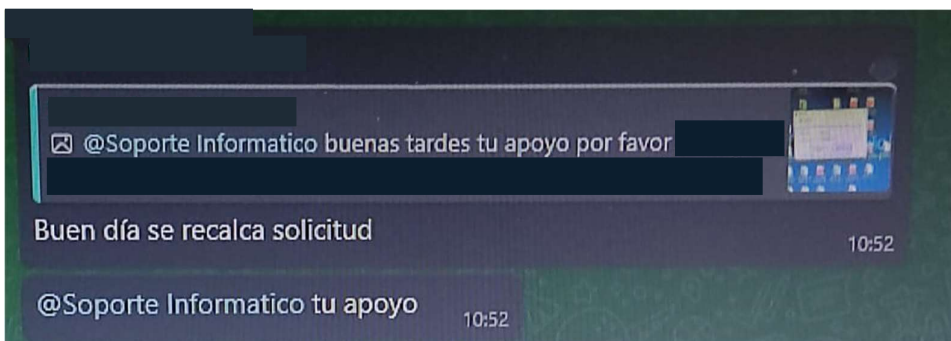 @Soporte Informatico buenas tardes tu apoyo por favor
Buen día se recalca solicitud
10:52
@Soporte Informatico tu apoyo
10:52